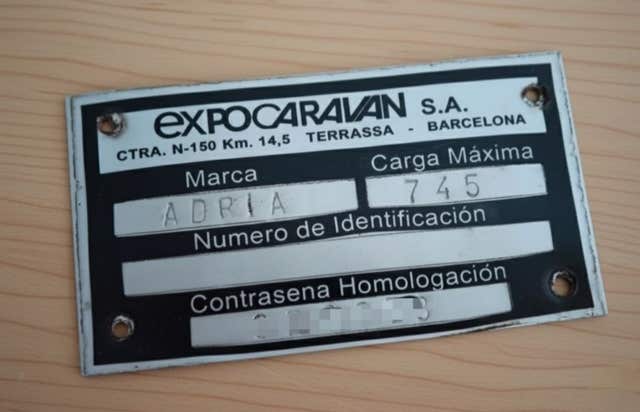 EXPOCARAVAN S.A.
CTRA. N-150 Km. 14,5 TERRASSA - BARCELONA
Marca
Carga Máxima
ADRIA
745
Numero de Identificación
Contrasena Homologación